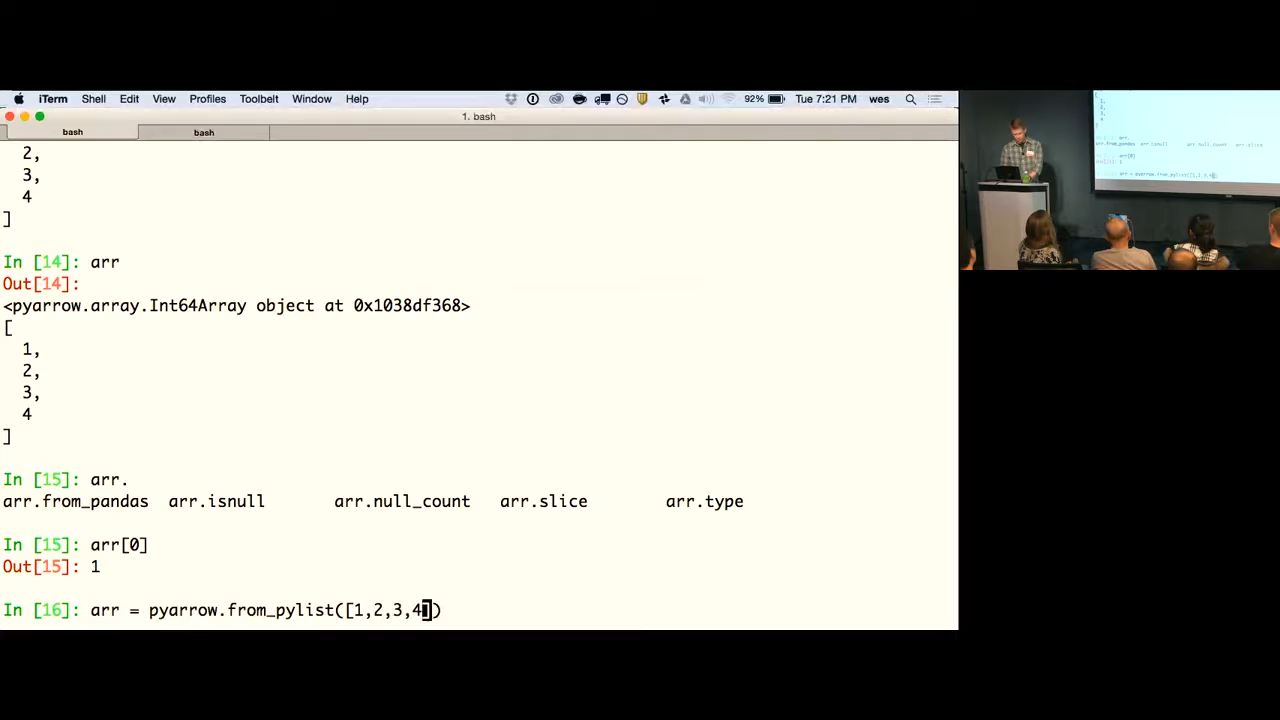 iTerm Shell Edit View Profiles Toolbelt Window Help 92% Tue 7:21 PM wes
1. bash
bash bash
2,
3,
4
]
In [14]: arr
Out[14]:
<pyarrow.array.Int64Array object at 0x1038df368>
[
1,
2,
3,
4
]
In [15]: arr.
arr.from_pandas arr.isnull arr.null_count arr.slice arr.type
In [15]: arr[0]
Out[15]: 1
In [16]: arr = pyarrow.from_pylist([1,2,3,4])